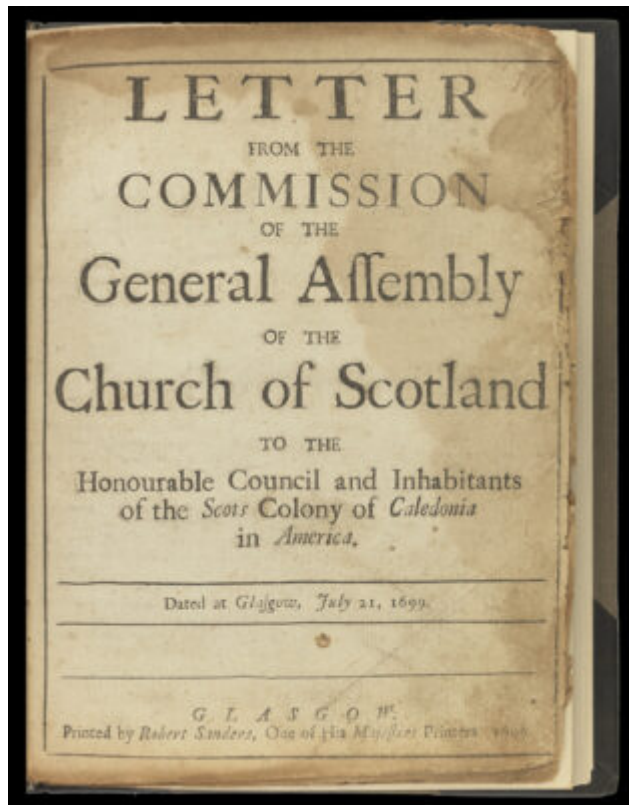 LETTER
FROM THE
COMMISSION
OF THE
General Aſſembly
OF THE
Church of Scotland
TO THE
Honourable Council and Inhabitants
of the Scots Colony of Caledonia
in America.
Dated at Glaſgow, July 21, 1699.
GLASGOW,
Printed by Robert Sanders, One of His Majeſties Printers